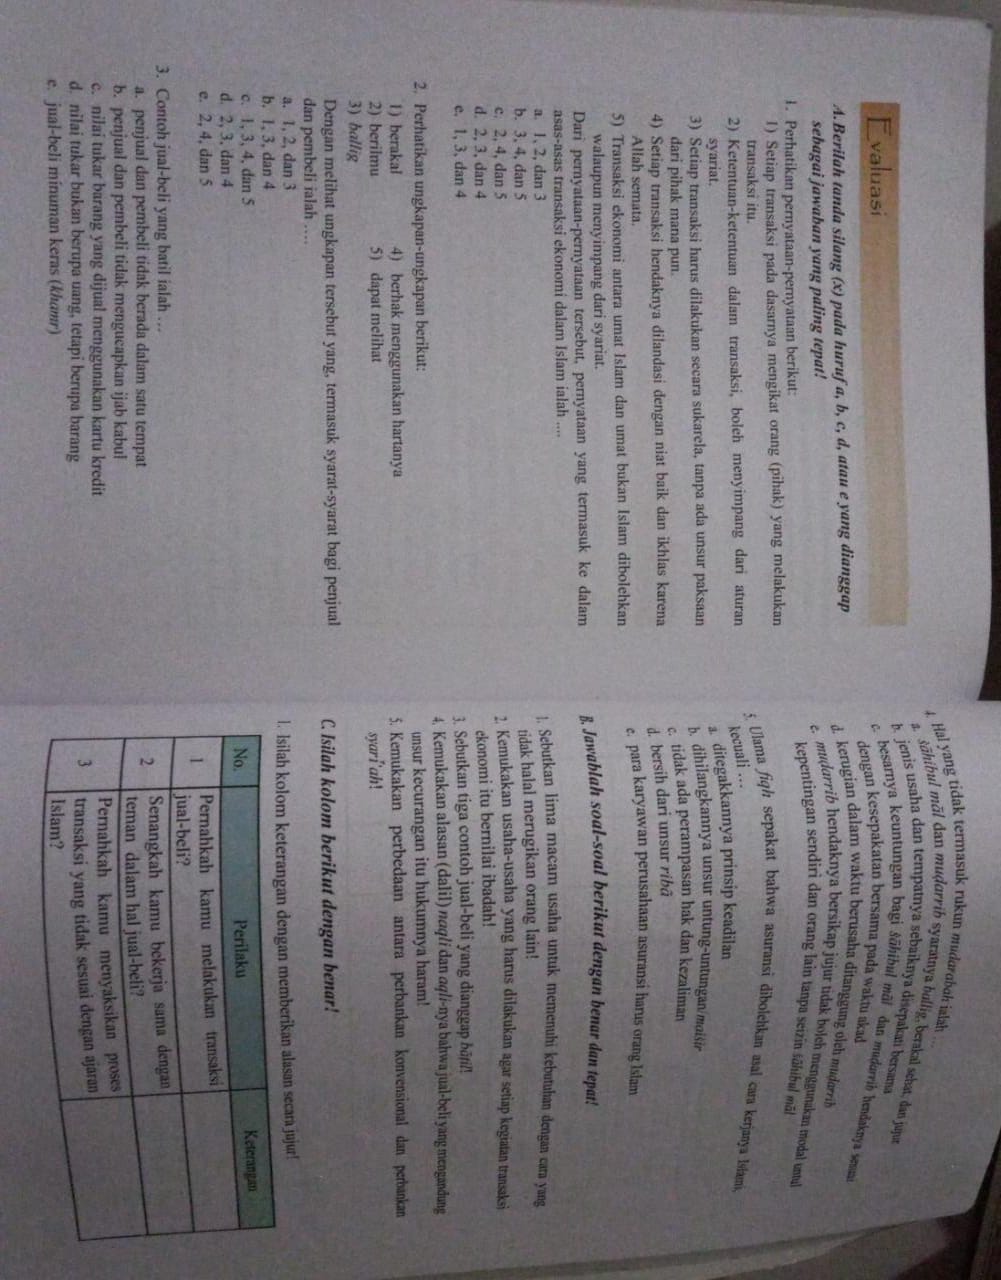 Evaluasi
A. Berilah tanda silang (x) pada huruf a, b, c, d, atau e yang dianggap
sebagai jawaban yang paling tepat!
1. Perhatikan pernyataan-pernyataan berikut:
1) Setiap transaksi pada dasarnya mengikat orang (pihak) yang melakukan
transaksi itu.
2) Ketentuan-ketentuan dalam transaksi, boleh menyimpang dari aturan
syariat.
3) Setiap transaksi harus dilakukan secara sukarela, tanpa ada unsur paksaan
dari pihak mana pun.
4) Setiap transaksi hendaknya dilandasi dengan niat baik dan ikhlas karena
Allah semata.
5) Transaksi ekonomi antara umat Islam dan umat bukan Islam dibolehkan
walaupun menyimpang dari syariat.
Dari pernyataan-pernyataan tersebut, pernyataan yang termasuk ke dalam
asas-asas transaksi ekonomi dalam Islam ialah ....
a. 1, 2, dan 3
b. 3, 4, dan 5
c. 2, 4, dan 5
d. 2, 3, dan 4
e. 1, 3, dan 4
2. Perhatikan ungkapan-ungkapan berikut:
1) berakal 4) berhak menggunakan hartanya
2) berilmu 5) dapat melihat
3) ballig
Dengan melihat ungkapan tersebut yang, termasuk syarat-syarat bagi penjual
dan pembeli ialah ....
a. 1, 2, dan 3
b. 1, 3, dan 4
c. 1, 3, 4, dan 5
d. 2, 3, dan 4
e. 2, 4, dan 5
3. Contoh jual-beli yang batil ialah ...
a. penjual dan pembeli tidak berada dalam satu tempat
b. penjual dan pembeli tidak mengucapkan ijab kabul
c. nilai tukar barang yang dijual menggunakan kartu kredit
d. nilai tukar bukan berupa uang, tetapi berupa barang
e. jual-beli minuman keras (khamr)
4. Hal yang tidak termasuk rukun mudarabah ialah ...
a. śāhibul māl dan muḍarrib syaratnya ballig, berakal sehat, dan jujur
b. jenis usaha dan tempatnya sebaiknya disepakati bersama
c. besarnya keuntungan bagi śāhibul māl dan muḍarrib hendaknya sesuai
dengan kesepakatan bersama pada waktu akad
d. kerugian dalam waktu berusaha ditanggung oleh muḍarrib
e. muḍarrib hendaknya bersikap jujur tidak boleh menggunakan modal untul
kepentingan sendiri dan orang lain tanpa seizin śāhibul māl
5. Ulama fiqh sepakat bahwa asuransi dibolehkan asal cara kerjanya Islami,
kecuali ...
a. ditegakkannya prinsip keadilan
b. dihilangkannya unsur untung-untungan/maisir
c. tidak ada perampasan hak dan kezaliman
d. bersih dari unsur ribā
e. para karyawan perusahaan asuransi harus orang Islam
B. Jawablah soal-soal berikut dengan benar dan tepat!
1. Sebutkan lima macam usaha untuk memenuhi kebutuhan dengan cara yang
tidak halal merugikan orang lain!
2. Kemukakan usaha-usaha yang harus dilakukan agar setiap kegiatan transaksi
ekonomi itu bernilai ibadah!
3. Sebutkan tiga contoh jual-beli yang dianggap bāṭil!
4. Kemukakan alasan (dalil) naqli dan aqli-nya bahwa jual-beli yang mengandung
unsur kecurangan itu hukumnya haram!
5. Kemukakan perbedaan antara perbankan konvensional dan perbankan
syari'ah!
C. Isilah kolom berikut dengan benar!
1. Isilah kolom keterangan dengan memberikan alasan secara jujur!
No. Perilaku Keterangan
1 Pernahkah kamu melakukan transaksi
jual-beli?
2 Senangkah kamu bekerja sama dengan
teman dalam hal jual-beli?
3 Pernahkah kamu menyaksikan proses
transaksi yang tidak sesuai dengan ajaran
Islam?